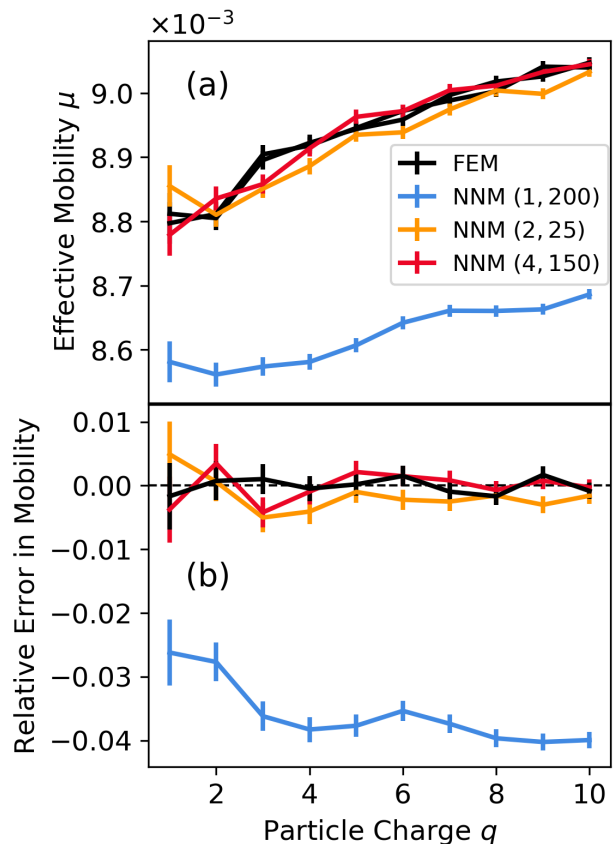 ×10⁻³
(a)
Effective Mobility μ
9.0
8.9
8.8
8.7
8.6
FEM
NNM (1, 200)
NNM (2, 25)
NNM (4, 150)
(b)
Relative Error in Mobility
0.01
0.00
−0.01
−0.02
−0.03
−0.04
2 4 6 8 10
Particle Charge q